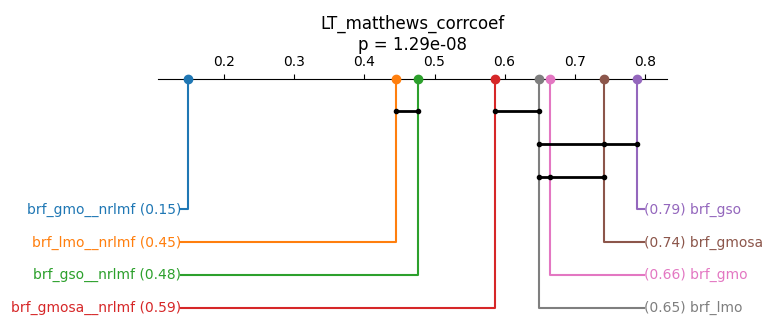 LT_matthews_corrcoef
p = 1.29e-08
0.2 0.3 0.4 0.5 0.6 0.7 0.8
brf_gmo__nrlmf (0.15) (0.79) brf_gso
brf_lmo__nrlmf (0.45) (0.74) brf_gmosa
brf_gso__nrlmf (0.48) (0.66) brf_gmo
brf_gmosa__nrlmf (0.59) (0.65) brf_lmo